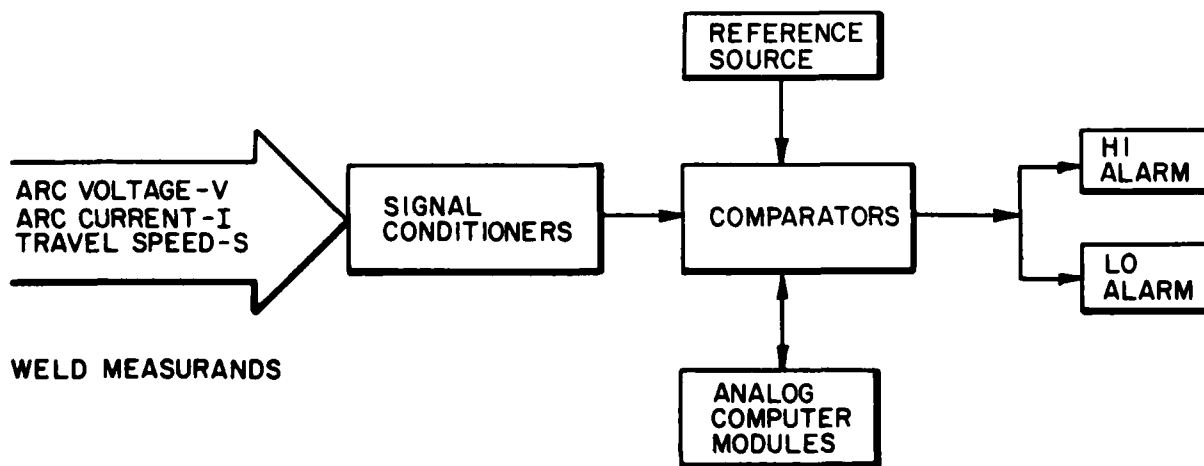 REFERENCE
SOURCE
ARC VOLTAGE-V
ARC CURRENT-I
TRAVEL SPEED-S
SIGNAL
CONDITIONERS
COMPARATORS
HI
ALARM
LO
ALARM
WELD MEASURANDS
ANALOG
COMPUTER
MODULES